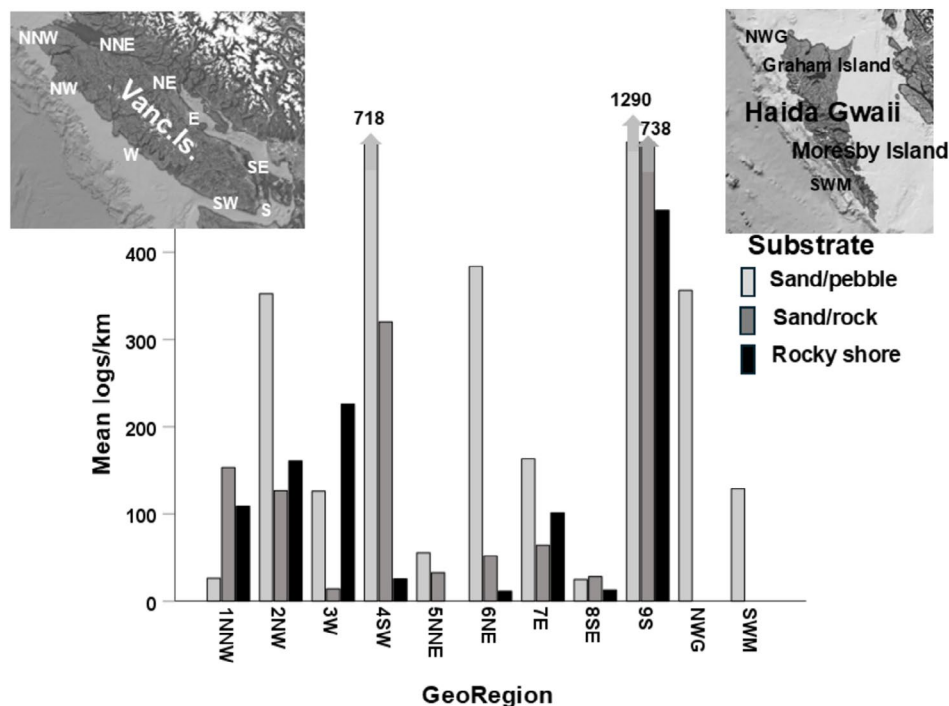 NNW
NNE
NW
NE
Vanc.Is.
E
W
SE
SW
S
NWG
Graham Island
Haida Gwaii
Moresby Island
SWM
1290
718
738
Substrate
Sand/pebble
Sand/rock
Rocky shore
Mean logs/km
400
300
200
100
0
1NNW
2NW
3W
4SW
5NNE
6NE
7E
8SE
9S
NWG
SWM
GeoRegion